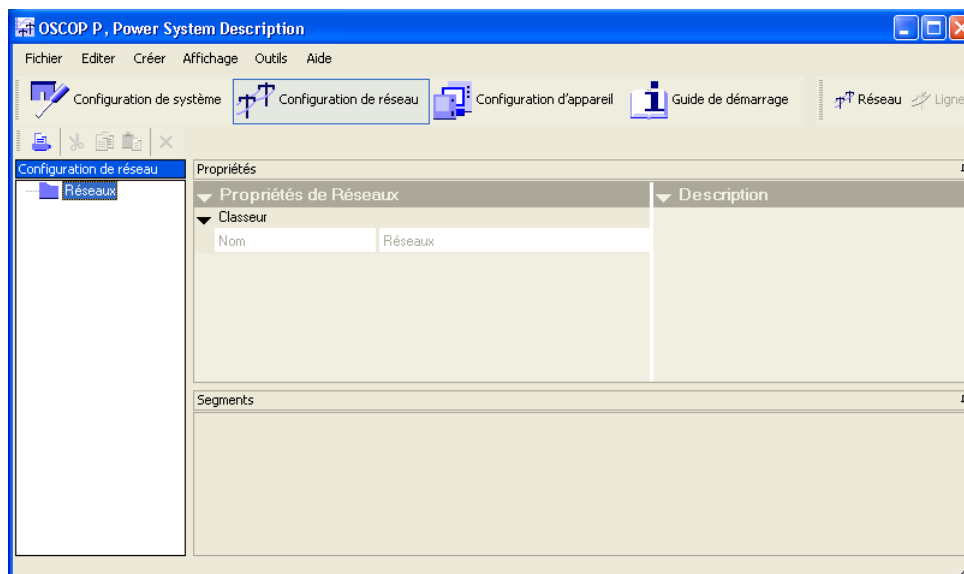 OSCOP P, Power System Description
Fichier Editer Créer Affichage Outils Aide
Configuration de système Configuration de réseau Configuration d'appareil Guide de démarrage Réseau Ligne
Configuration de réseau Propriétés
Réseaux Propriétés de Réseaux Description
Classeur
Nom Réseaux
Segments